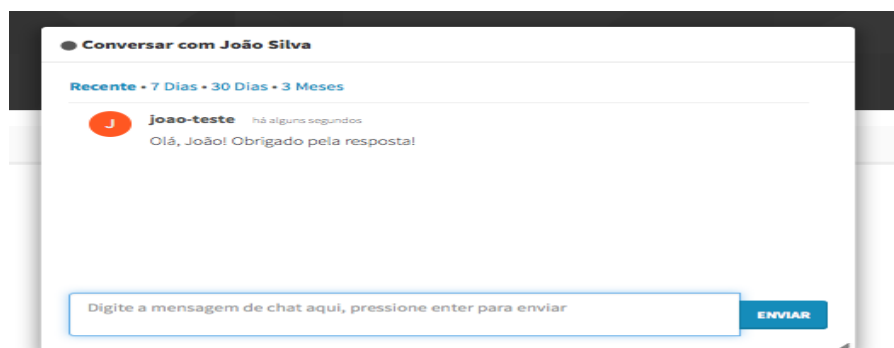 Conversar com João Silva
Recente • 7 Dias • 30 Dias • 3 Meses
J
joao-teste há alguns segundos
Olá, João! Obrigado pela resposta!
Digite a mensagem de chat aqui, pressione enter para enviar
ENVIAR